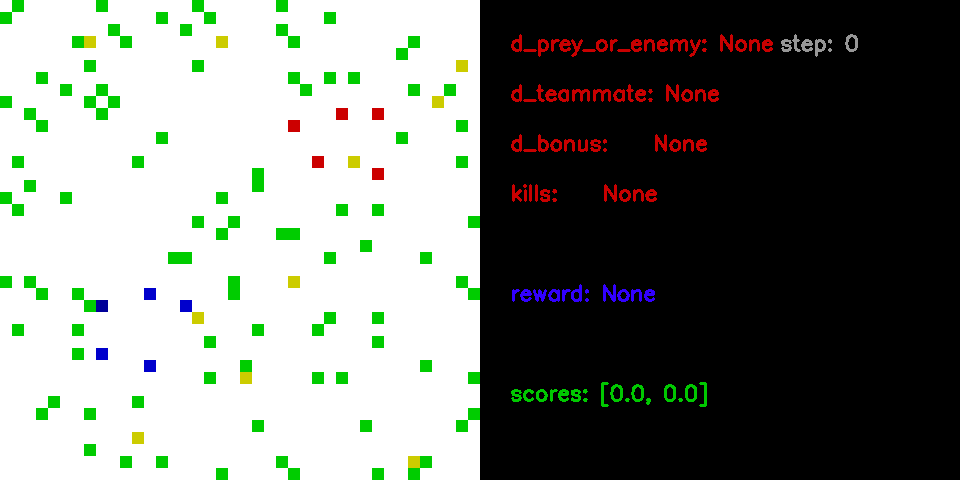 d_prey_or_enemy: None step: 0
d_teammate: None
d_bonus: None
kills: None
reward: None
scores: [0.0, 0.0]